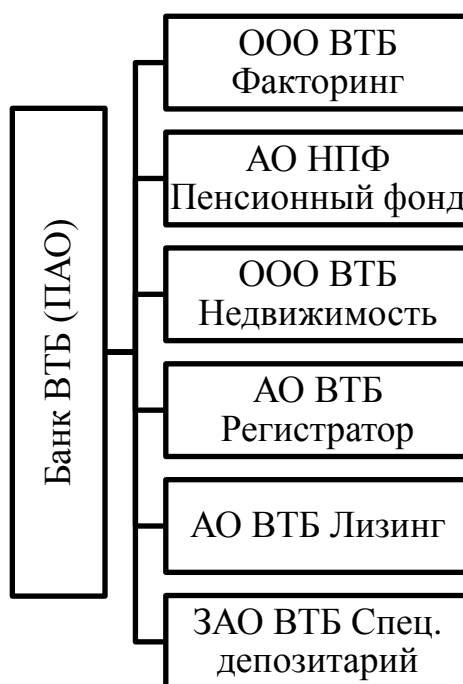 Банк ВТБ (ПАО)
ООО ВТБ
Факторинг
АО НПФ
Пенсионный фонд
ООО ВТБ
Недвижимость
АО ВТБ
Регистратор
АО ВТБ Лизинг
ЗАО ВТБ Спец.
депозитарий